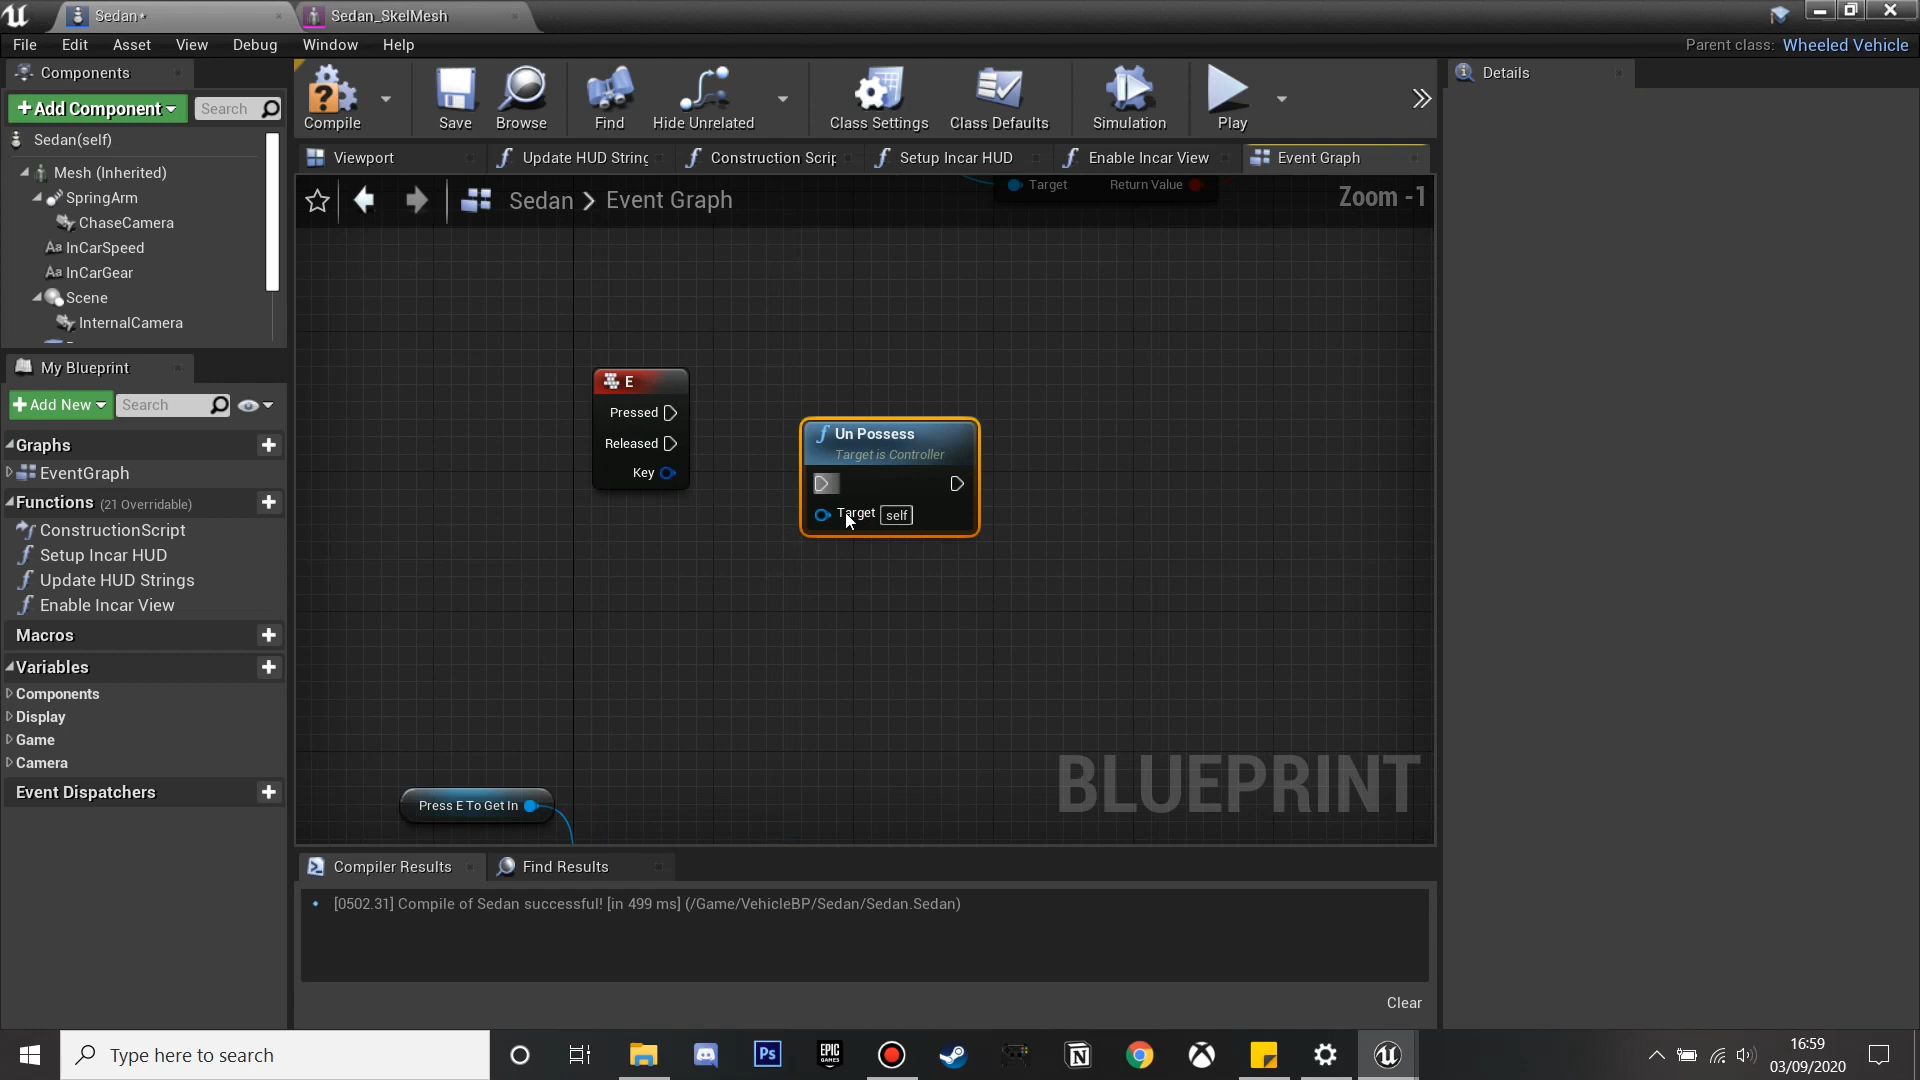 Sedan*
Sedan_SkelMesh
File Edit Asset View Debug Window Help
Parent class: Wheeled Vehicle
Components
+Add Component
Search
Sedan(self)
Mesh (Inherited)
SpringArm
ChaseCamera
Aa InCarSpeed
Aa InCarGear
Scene
InternalCamera
My Blueprint
+Add New
Search
Graphs
EventGraph
Functions (21 Overridable)
ConstructionScript
Setup Incar HUD
Update HUD Strings
Enable Incar View
Macros
Variables
Components
Display
Game
Camera
Event Dispatchers
Compile
Save
Browse
Find
Hide Unrelated
Class Settings
Class Defaults
Simulation
Play
Viewport
Update HUD String
Construction Scrip
Setup Incar HUD
Enable Incar View
Event Graph
Sedan > Event Graph
Zoom -1
Target Return Value
E
Pressed
Released
Key
Un Possess
Target is Controller
Target self
Press E To Get In
BLUEPRINT
Compiler Results
Find Results
[0502.31] Compile of Sedan successful! [in 499 ms] (/Game/VehicleBP/Sedan/Sedan.Sedan)
Clear
Details
Type here to search
Ps
EPIC
GAMES
16:59
03/09/2020